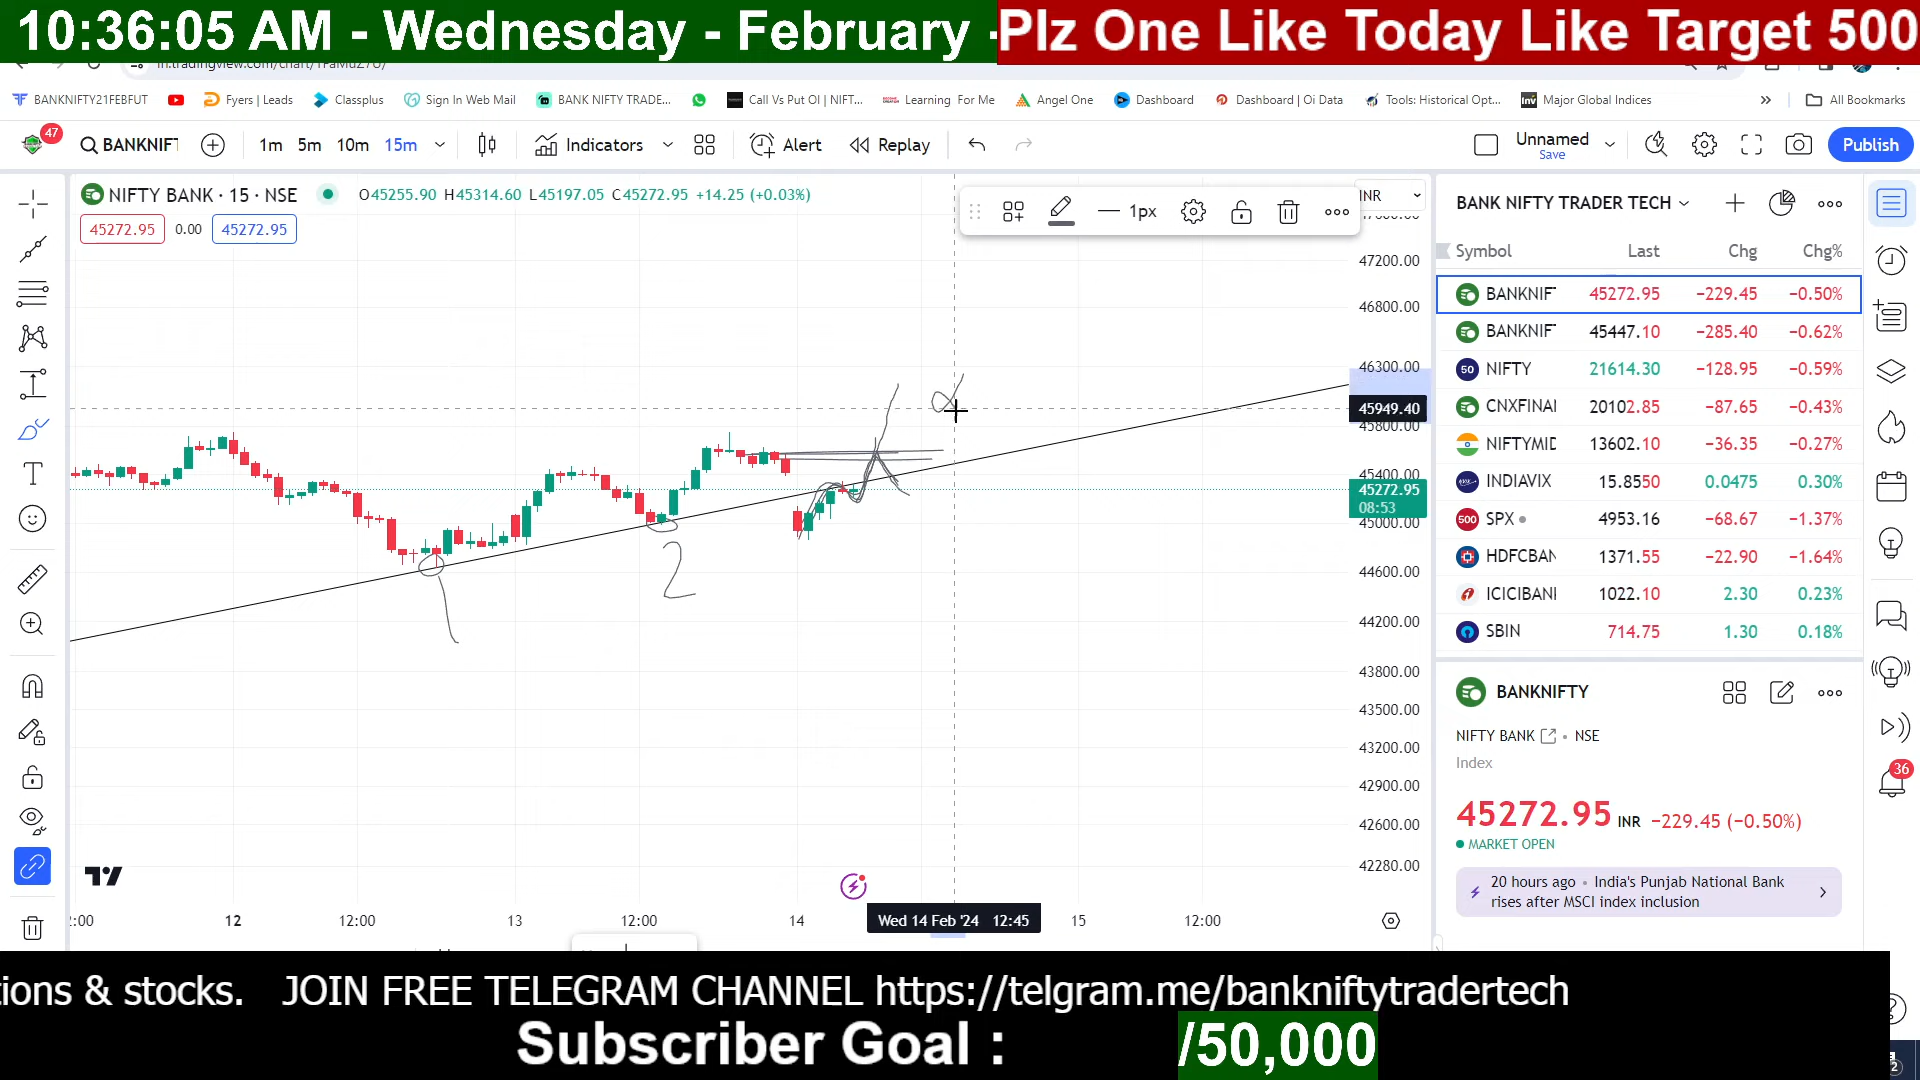 10:36:05 AM - Wednesday - February -
Plz One Like Today Like Target 500
in.tradingview.com/chart/
BANKNIFTY21FEBFUT
Fyers | Leads
Classplus
Sign In Web Mail
BANK NIFTY TRADE...
Call Vs Put OI | NIFT...
Learning For Me
Angel One
Dashboard
Dashboard | Oi Data
Tools: Historical Opt...
Major Global Indices
All Bookmarks
47
BANKNIFT
1m 5m 10m 15m
Indicators
Alert
Replay
Unnamed
Save
Publish
NIFTY BANK · 15 · NSE
O45255.90 H45314.60 L45197.05 C45272.95 +14.25 (+0.03%)
45272.95 0.00 45272.95
1px
INR
47200.00
46800.00
46300.00
45949.40
45800.00
45400.00
45272.95
08:53
45000.00
44600.00
44200.00
43800.00
43500.00
43200.00
42900.00
42600.00
42280.00
2
12 12:00 13 12:00 14 Wed 14 Feb '24 12:45 15 12:00
BANK NIFTY TRADER TECH
Symbol Last Chg Chg%
BANKNIF 45272.95 −229.45 −0.50%
BANKNIF 45447.10 −285.40 −0.62%
50 NIFTY 21614.30 −128.95 −0.59%
CNXFINAI 20102.85 −87.65 −0.43%
NIFTYMID 13602.10 −36.35 −0.27%
INDIAVIX 15.8550 0.0475 0.30%
500 SPX 4953.16 −68.67 −1.37%
HDFCBAN 1371.55 −22.90 −1.64%
ICICIBANI 1022.10 2.30 0.23%
SBIN 714.75 1.30 0.18%
BANKNIFTY
NIFTY BANK • NSE
Index
45272.95 INR −229.45 (−0.50%)
MARKET OPEN
20 hours ago • India's Punjab National Bank
rises after MSCI index inclusion
36
tions & stocks. JOIN FREE TELEGRAM CHANNEL https://telgram.me/bankniftytradertech
Subscriber Goal : /50,000